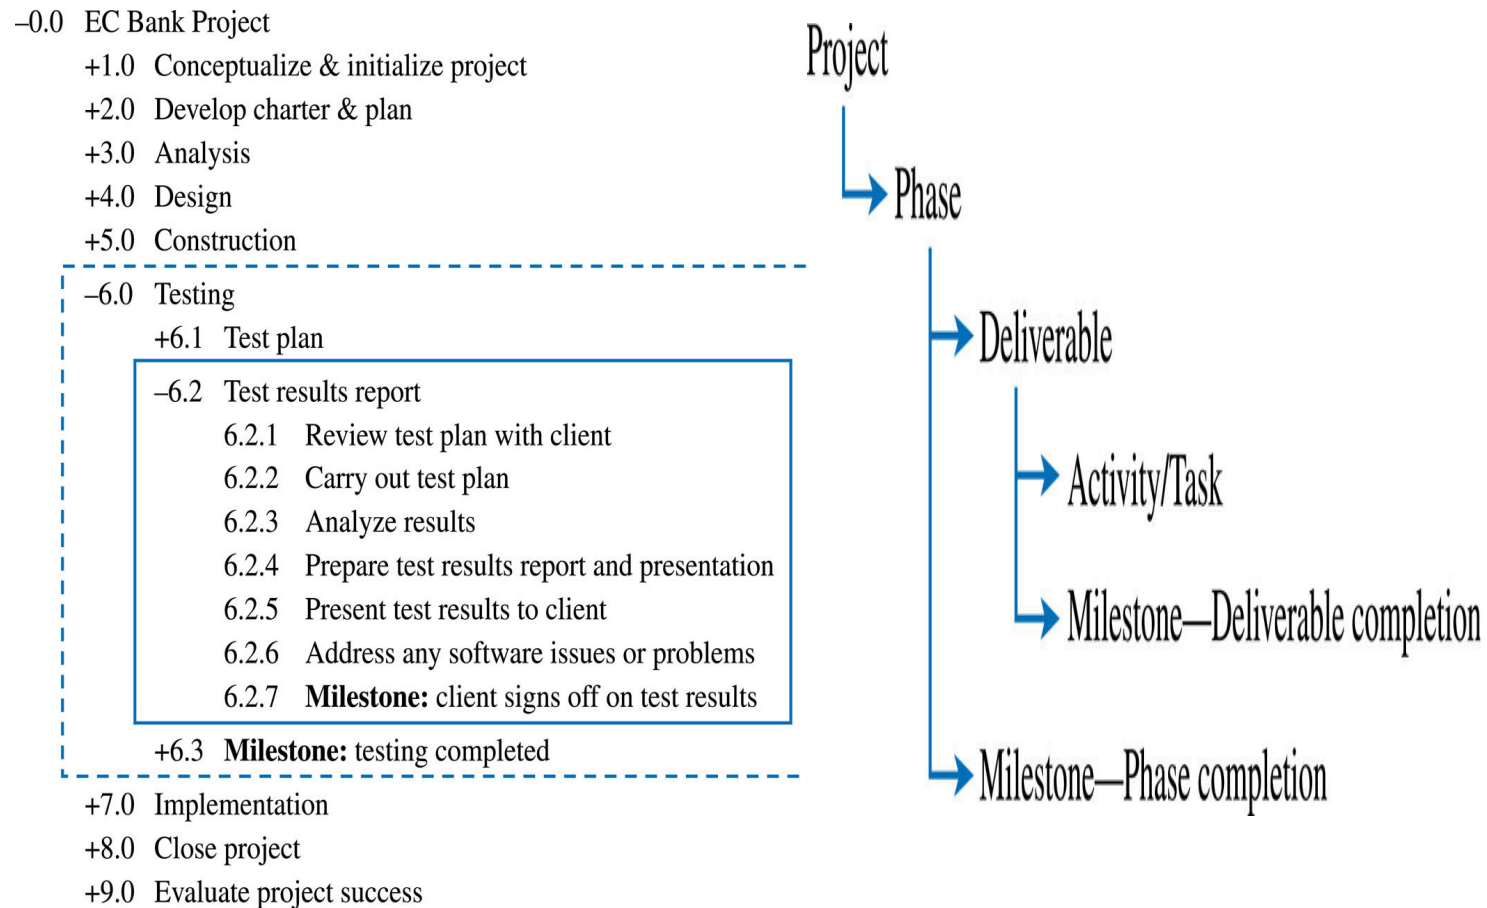 –0.0 EC Bank Project
+1.0 Conceptualize & initialize project
+2.0 Develop charter & plan
+3.0 Analysis
+4.0 Design
+5.0 Construction
–6.0 Testing
+6.1 Test plan
–6.2 Test results report
6.2.1 Review test plan with client
6.2.2 Carry out test plan
6.2.3 Analyze results
6.2.4 Prepare test results report and presentation
6.2.5 Present test results to client
6.2.6 Address any software issues or problems
6.2.7 Milestone: client signs off on test results
+6.3 Milestone: testing completed
+7.0 Implementation
+8.0 Close project
+9.0 Evaluate project success
Project
Phase
Deliverable
Activity/Task
Milestone—Deliverable completion
Milestone—Phase completion